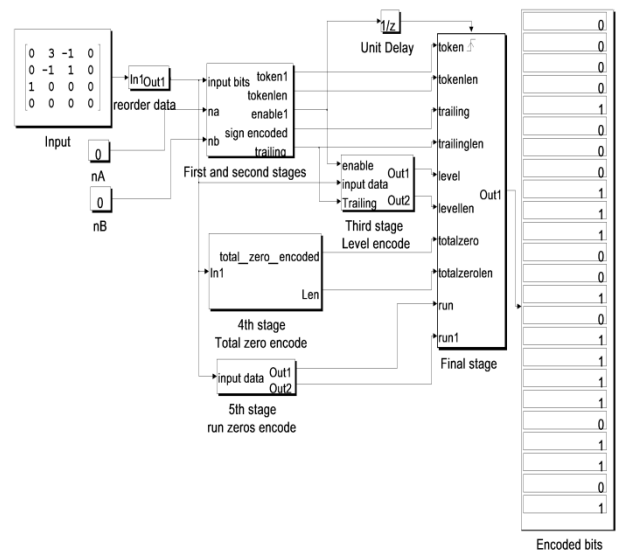 0 3 -1 0
0 -1 1 0
1 0 0 0
0 0 0 0
Input
In1 Out1
reorder data
0
nA
0
nB
input bits
na
nb
token1
tokenlen
enable1
sign encoded
trailing
First and second stages
1/z
Unit Delay
enable
input data
Trailing
Out1
Out2
Third stage
Level encode
In1
total_zero_encoded
Len
4th stage
Total zero encode
input data
Out1
Out2
5th stage
run zeros encode
token
tokenlen
trailing
trailinglen
level
levellen
totalzero
totalzerolen
run
run1
Out1
Final stage
0
0
0
0
1
0
0
0
1
1
1
0
0
1
0
1
1
1
1
0
1
1
0
1
Encoded bits